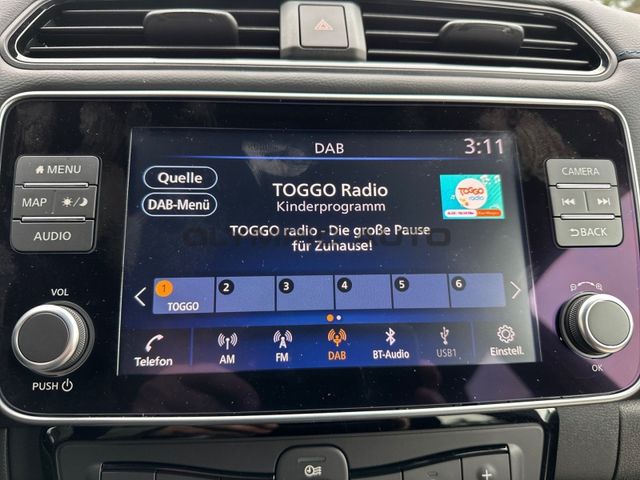 DAB
3:11
MENU
MAP
AUDIO
Quelle
DAB-Menü
TOGGO Radio
Kinderprogramm
TOGGO radio - Die große Pause
für Zuhause!
TOGGO
radio
CAMERA
BACK
1 2 3 4 5 6
TOGGO
VOL
PUSH
Telefon
AM
FM
DAB
BT-Audio
USB1
Einstell.
OK